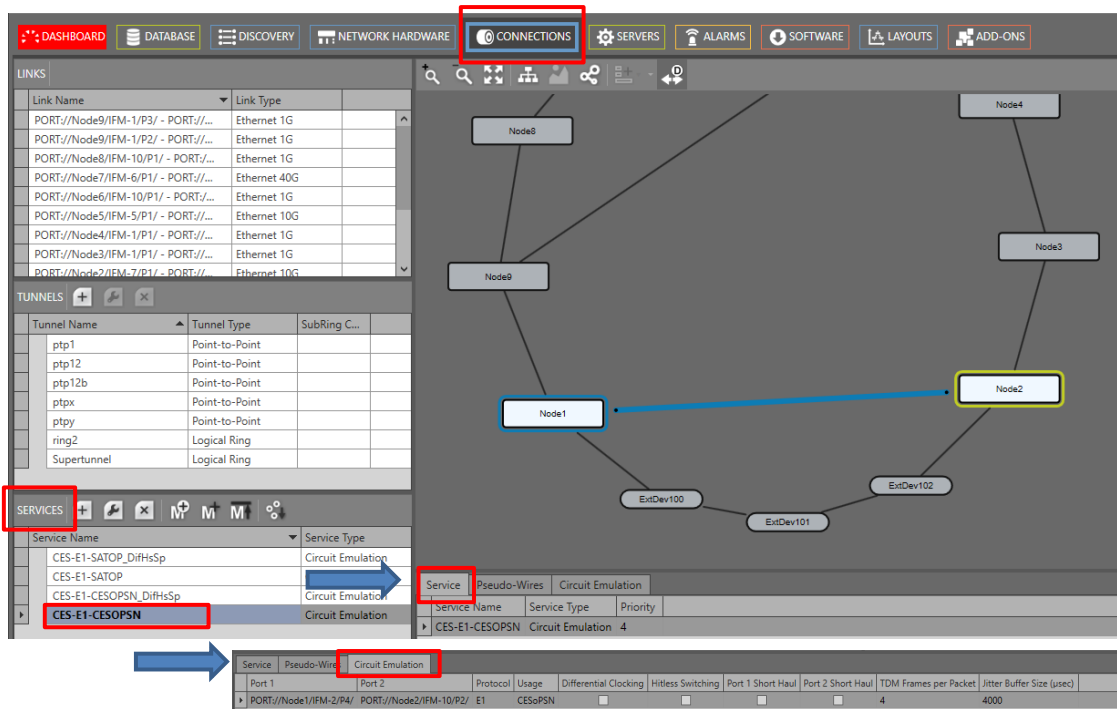 DASHBOARD DATABASE DISCOVERY NETWORK HARDWARE CONNECTIONS SERVERS ALARMS SOFTWARE LAYOUTS ADD-ONS
LINKS
Link Name Link Type
PORT://Node9/IFM-1/P3/ - PORT://... Ethernet 1G
PORT://Node9/IFM-1/P2/ - PORT://... Ethernet 1G
PORT://Node8/IFM-10/P1/ - PORT:/... Ethernet 1G
PORT://Node7/IFM-6/P1/ - PORT://... Ethernet 40G
PORT://Node6/IFM-10/P1/ - PORT:/... Ethernet 1G
PORT://Node5/IFM-5/P1/ - PORT://... Ethernet 10G
PORT://Node4/IFM-1/P1/ - PORT://... Ethernet 1G
PORT://Node3/IFM-1/P1/ - PORT://... Ethernet 1G
PORT://Node2/IFM-7/P1/ - PORT://... Ethernet 10G
TUNNELS
Tunnel Name Tunnel Type SubRing C...
ptp1 Point-to-Point
ptp12 Point-to-Point
ptp12b Point-to-Point
ptpx Point-to-Point
ptpy Point-to-Point
ring2 Logical Ring
Supertunnel Logical Ring
SERVICES
Service Name Service Type
CES-E1-SATOP_DifHsSp Circuit Emulation
CES-E1-SATOP
CES-E1-CESOPSN_DifHsSp Circuit Emulation
CES-E1-CESOPSN Circuit Emulation
Node4
Node8
Node3
Node9
Node2
Node1
ExtDev102
ExtDev100
ExtDev101
Service Pseudo-Wires Circuit Emulation
Service Name Service Type Priority
CES-E1-CESOPSN Circuit Emulation 4
Service Pseudo-Wires Circuit Emulation
Port 1 Port 2 Protocol Usage Differential Clocking Hitless Switching Port 1 Short Haul Port 2 Short Haul TDM Frames per Packet Jitter Buffer Size (µsec)
PORT://Node1/IFM-2/P4/ PORT://Node2/IFM-10/P2/ E1 CESoPSN 4 4000